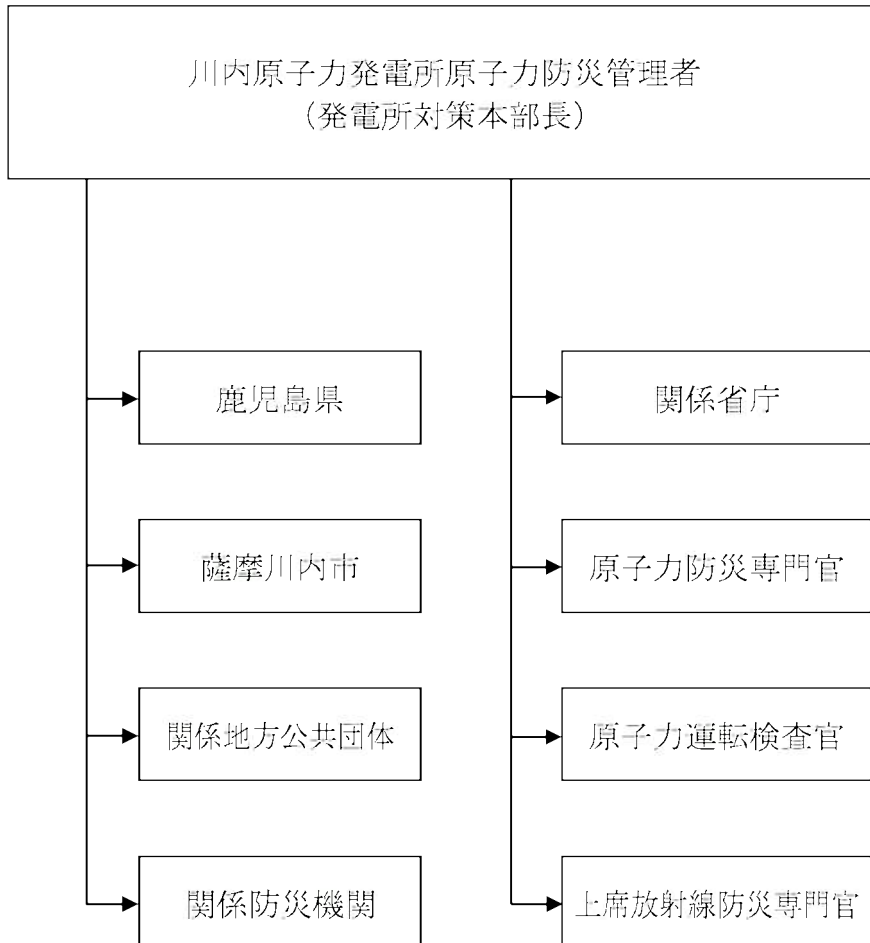 川内原子力発電所原子力防災管理者
（発電所対策本部長）
鹿児島県
薩摩川内市
関係地方公共団体
関係防災機関
関係省庁
原子力防災専門官
原子力運転検査官
上席放射線防災専門官